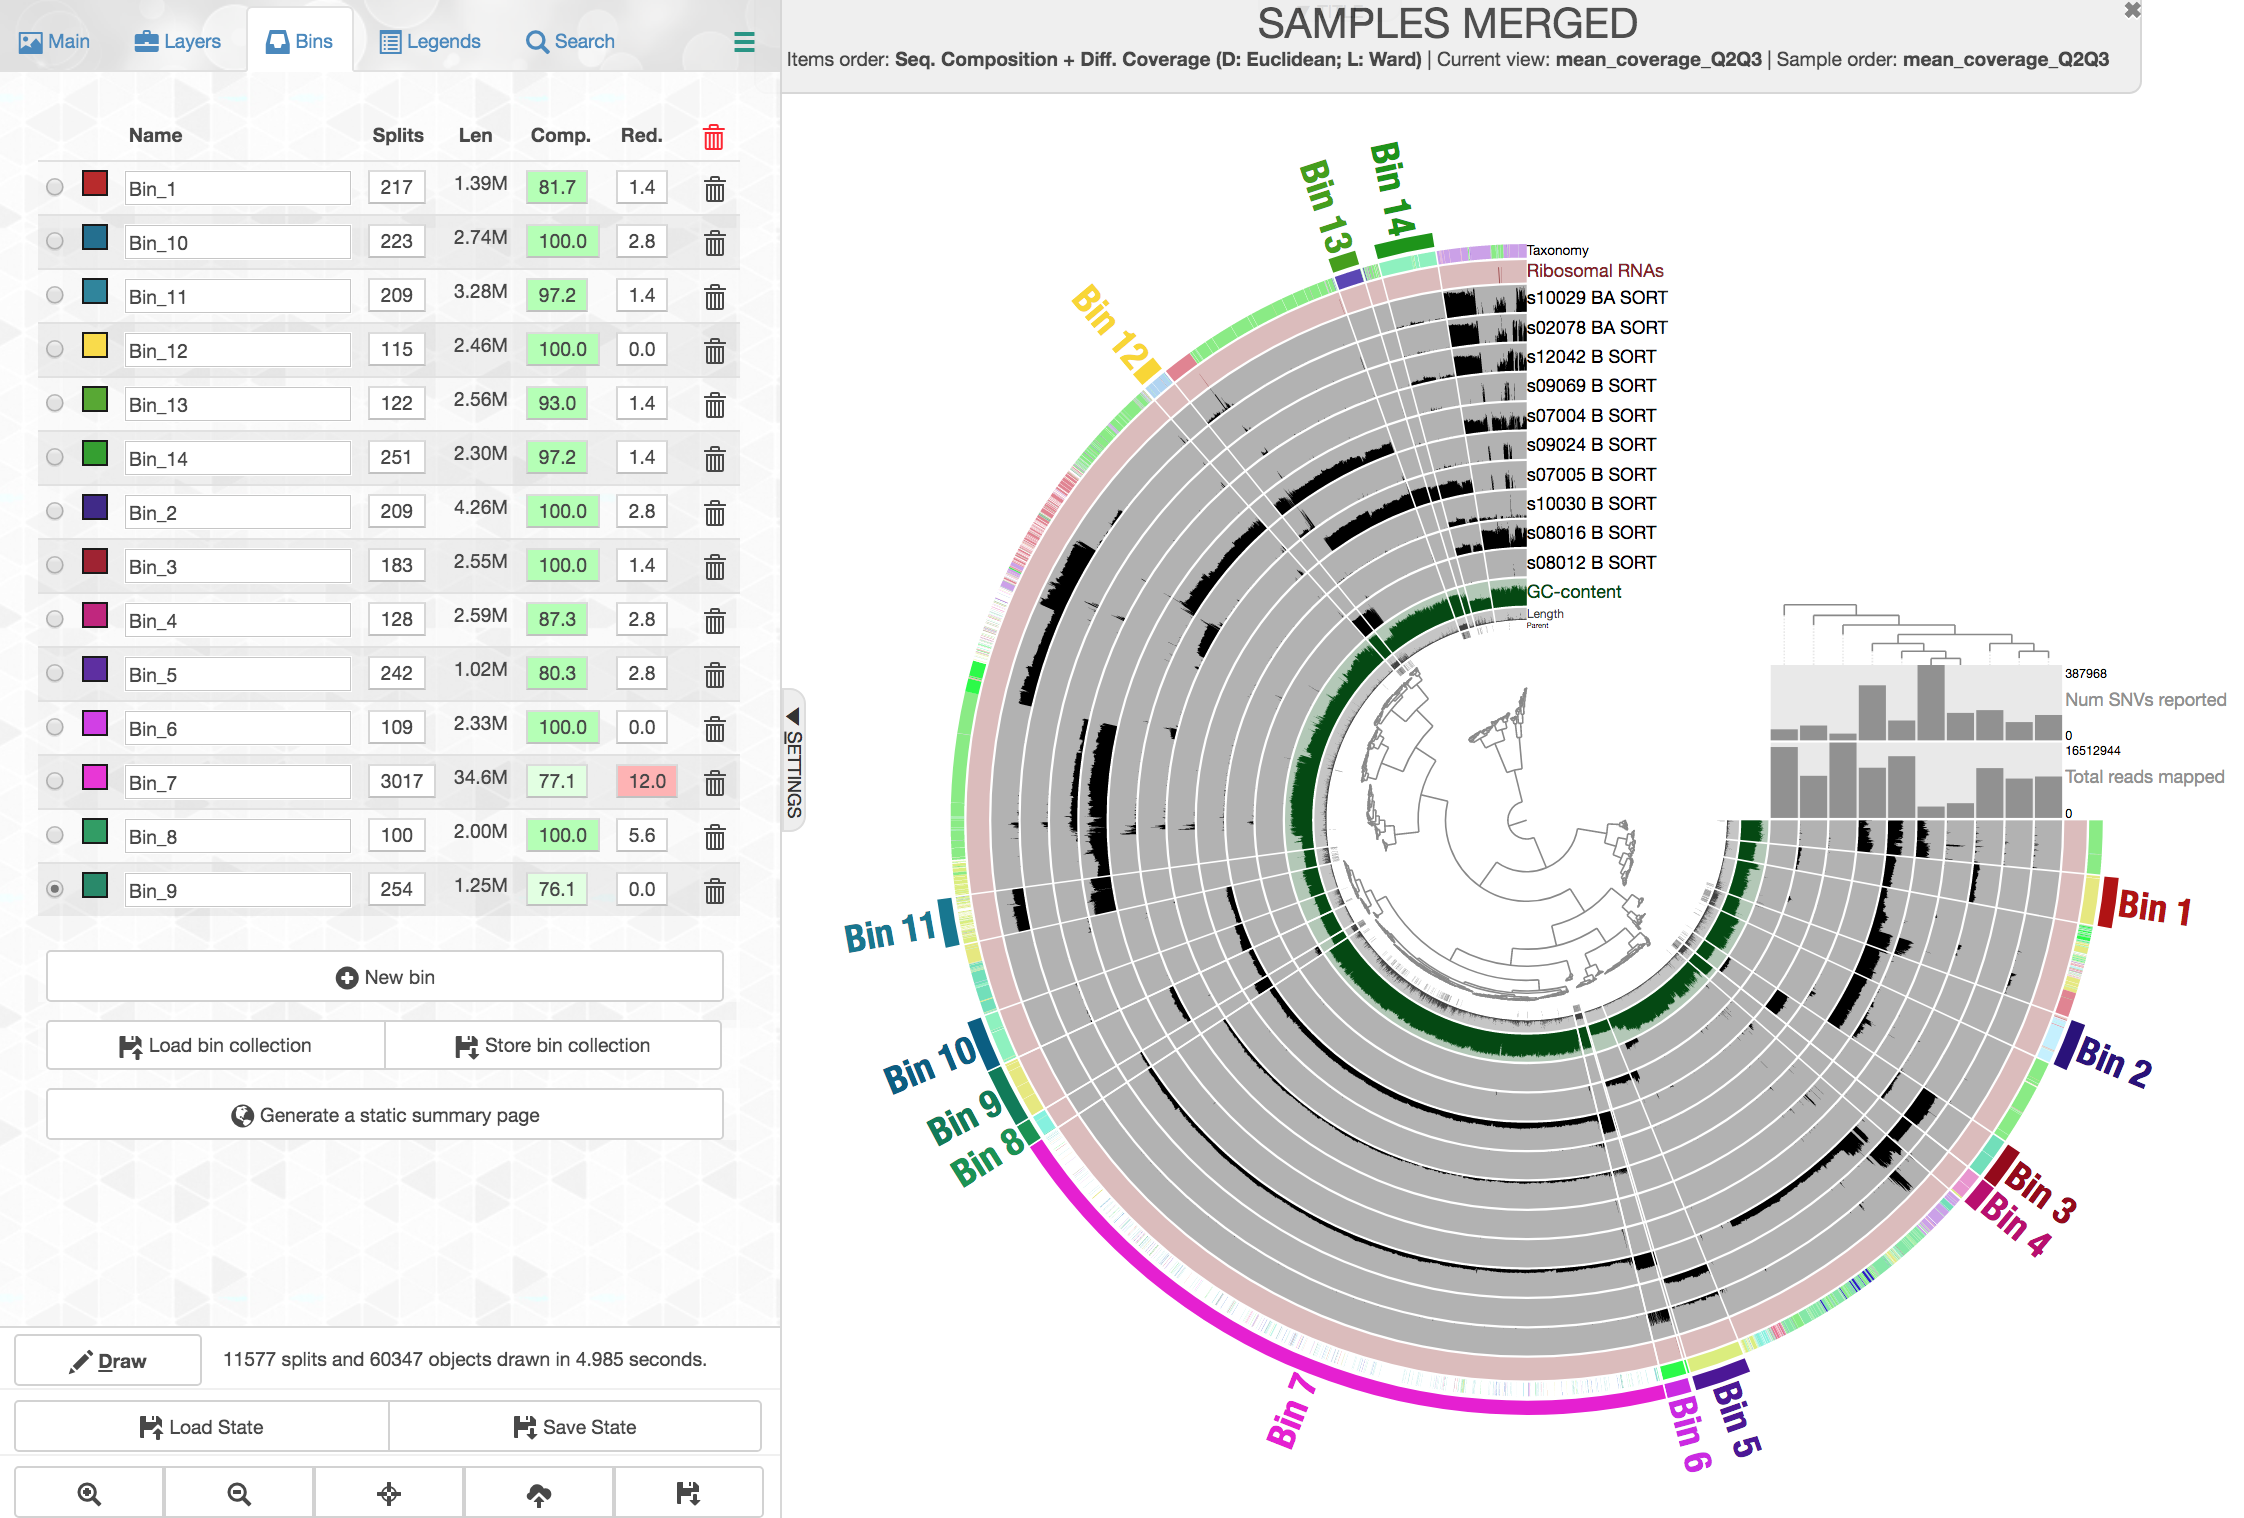 Main Layers Bins Legends Search
Name Splits Len Comp. Red.
Bin_1 217 1.39M 81.7 1.4
Bin_10 223 2.74M 100.0 2.8
Bin_11 209 3.28M 97.2 1.4
Bin_12 115 2.46M 100.0 0.0
Bin_13 122 2.56M 93.0 1.4
Bin_14 251 2.30M 97.2 1.4
Bin_2 209 4.26M 100.0 2.8
Bin_3 183 2.55M 100.0 1.4
Bin_4 128 2.59M 87.3 2.8
Bin_5 242 1.02M 80.3 2.8
Bin_6 109 2.33M 100.0 0.0
Bin_7 3017 34.6M 77.1 12.0
Bin_8 100 2.00M 100.0 5.6
Bin_9 254 1.25M 76.1 0.0
New bin
Load bin collection Store bin collection
Generate a static summary page
Draw 11577 splits and 60347 objects drawn in 4.985 seconds.
Load State Save State
SETTINGS
SAMPLES MERGED
Items order: Seq. Composition + Diff. Coverage (D: Euclidean; L: Ward) | Current view: mean_coverage_Q2Q3 | Sample order: mean_coverage_Q2Q3
Bin 14
Bin 13
Bin 12
Taxonomy
Ribosomal RNAs
s10029 BA SORT
s02078 BA SORT
s12042 B SORT
s09069 B SORT
s07004 B SORT
s09024 B SORT
s07005 B SORT
s10030 B SORT
s08016 B SORT
s08012 B SORT
GC-content
Length
Parent
387968
Num SNVs reported
0
16512944
Total reads mapped
0
Bin 1
Bin 2
Bin 3
Bin 4
Bin 5
Bin 6
Bin 7
Bin 8
Bin 9
Bin 10
Bin 11